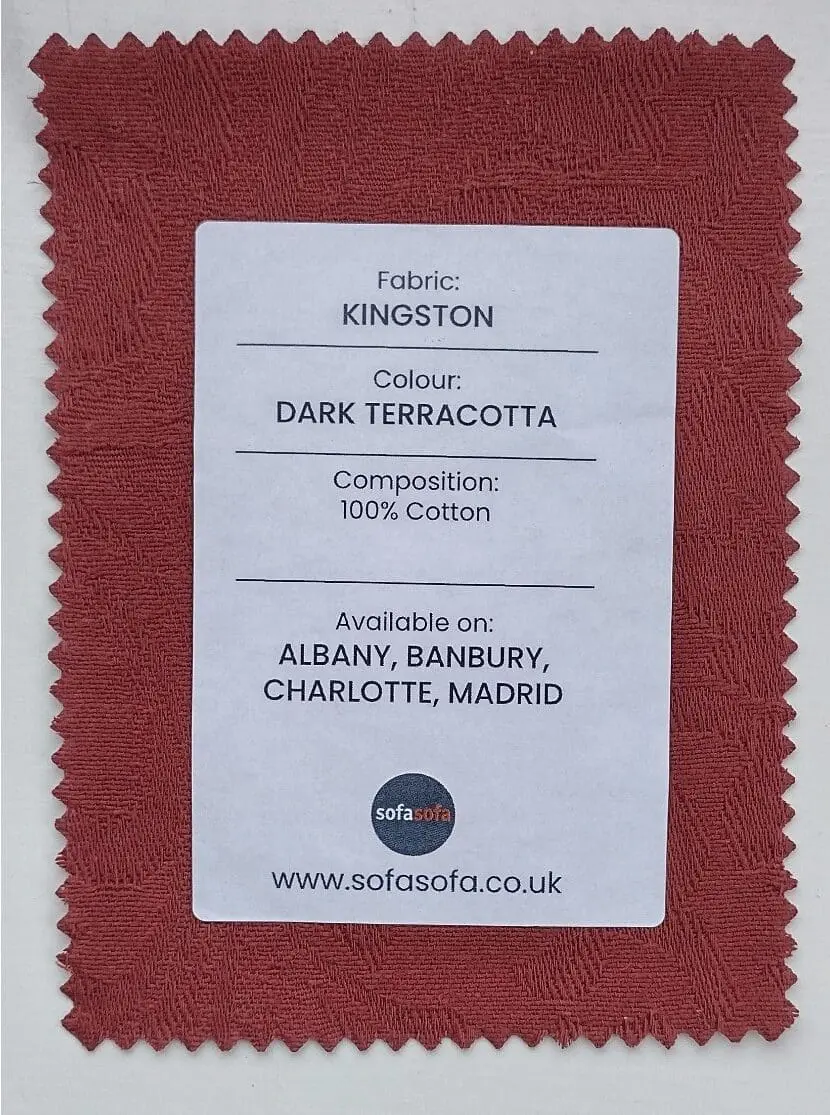 Fabric:
KINGSTON
Colour:
DARK TERRACOTTA
Composition:
100% Cotton
Available on:
ALBANY, BANBURY,
CHARLOTTE, MADRID
sofasofa
www.sofasofa.co.uk